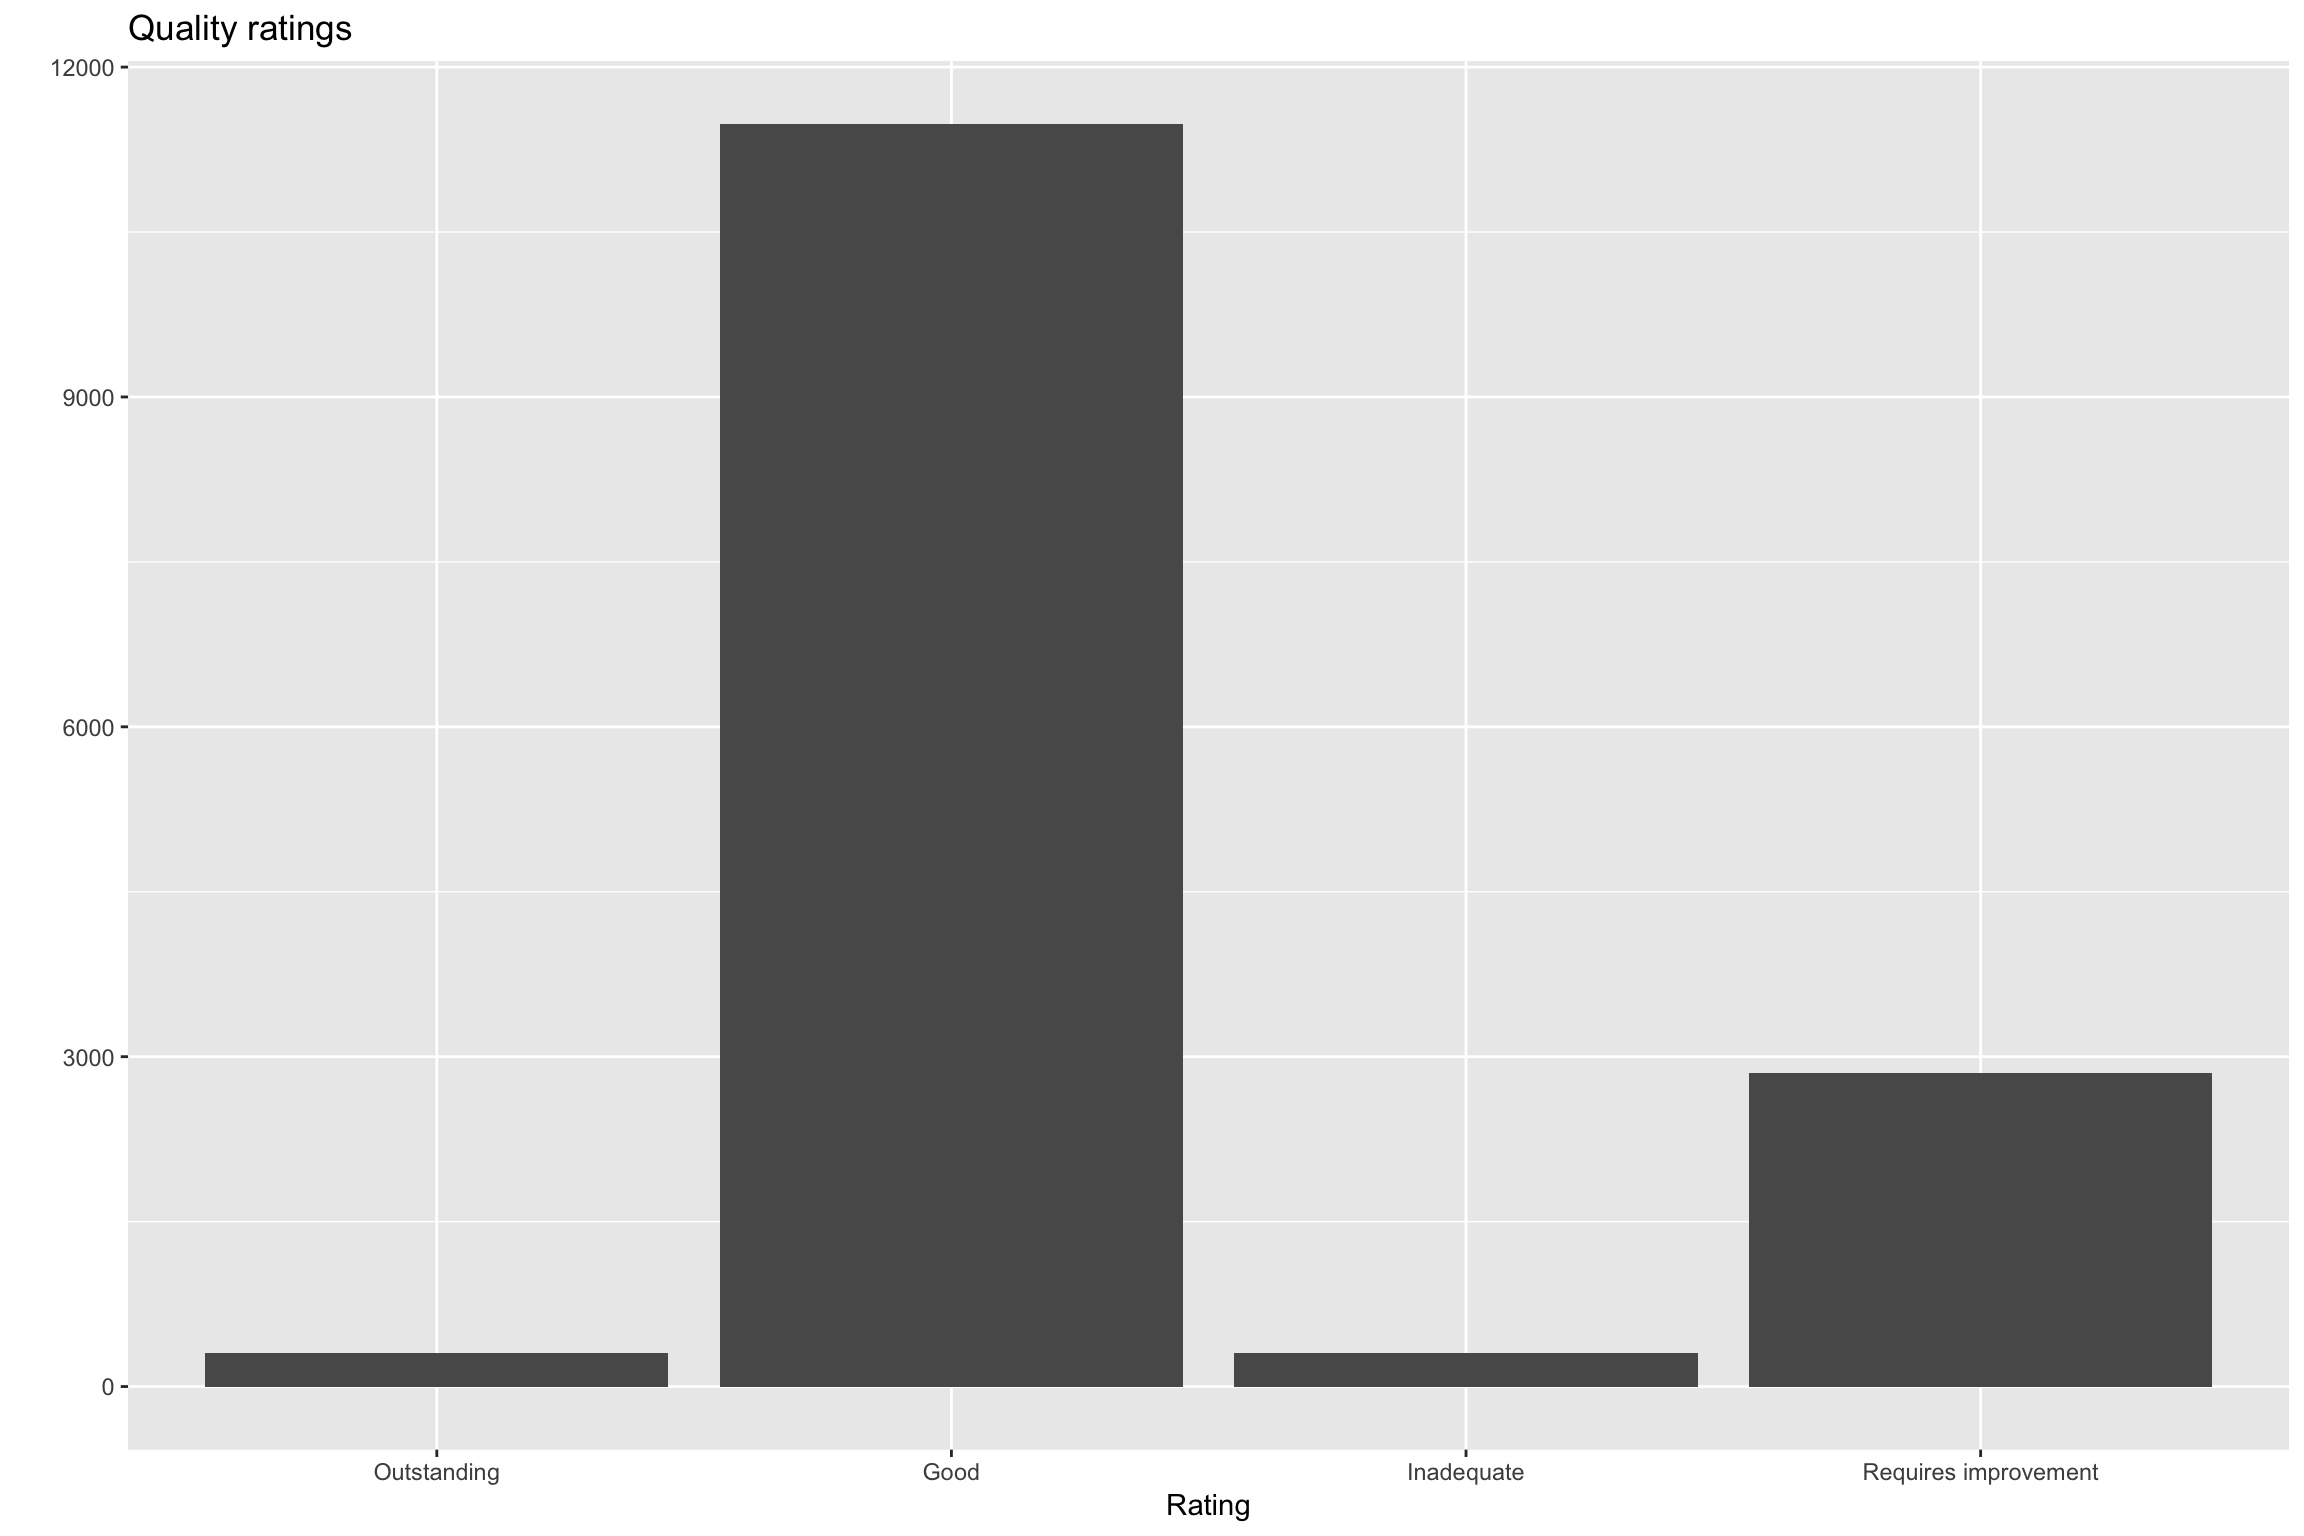 Quality ratings
12000
9000
6000
3000
0
Outstanding Good Inadequate Requires improvement
Rating